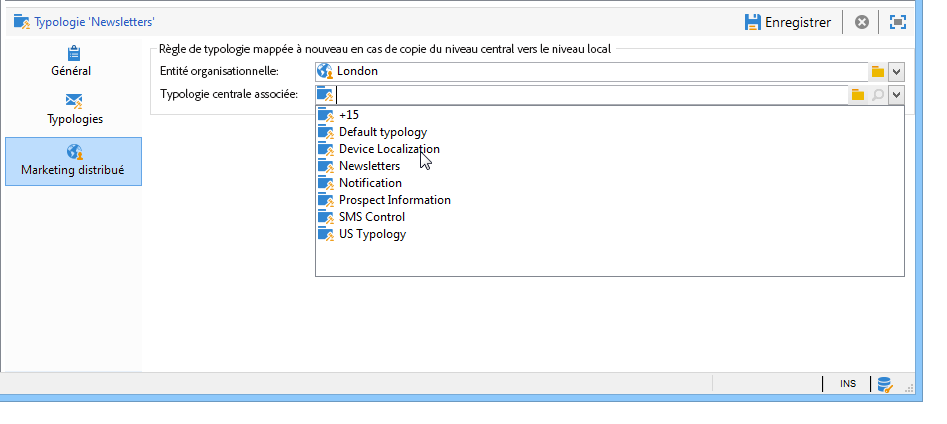 Typologie 'Newsletters'
Enregistrer
Général
Typologies
Marketing distribué
Règle de typologie mappée à nouveau en cas de copie du niveau central vers le niveau local
Entité organisationnelle:
London
Typologie centrale associée:
+15
Default typology
Device Localization
Newsletters
Notification
Prospect Information
SMS Control
US Typology
INS